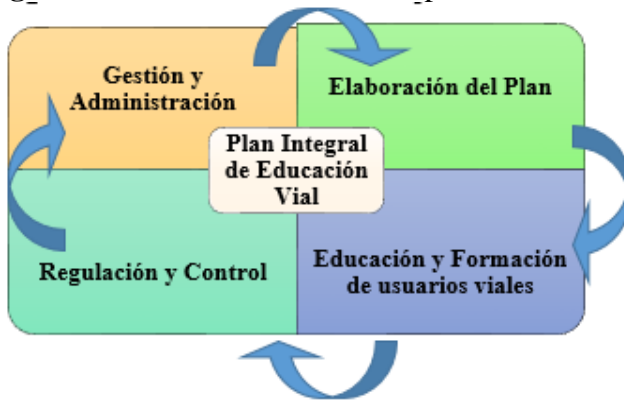 Gestión y
Administración
Elaboración del Plan
Plan Integral
de Educación
Vial
Regulación y Control
Educación y Formación
de usuarios viales